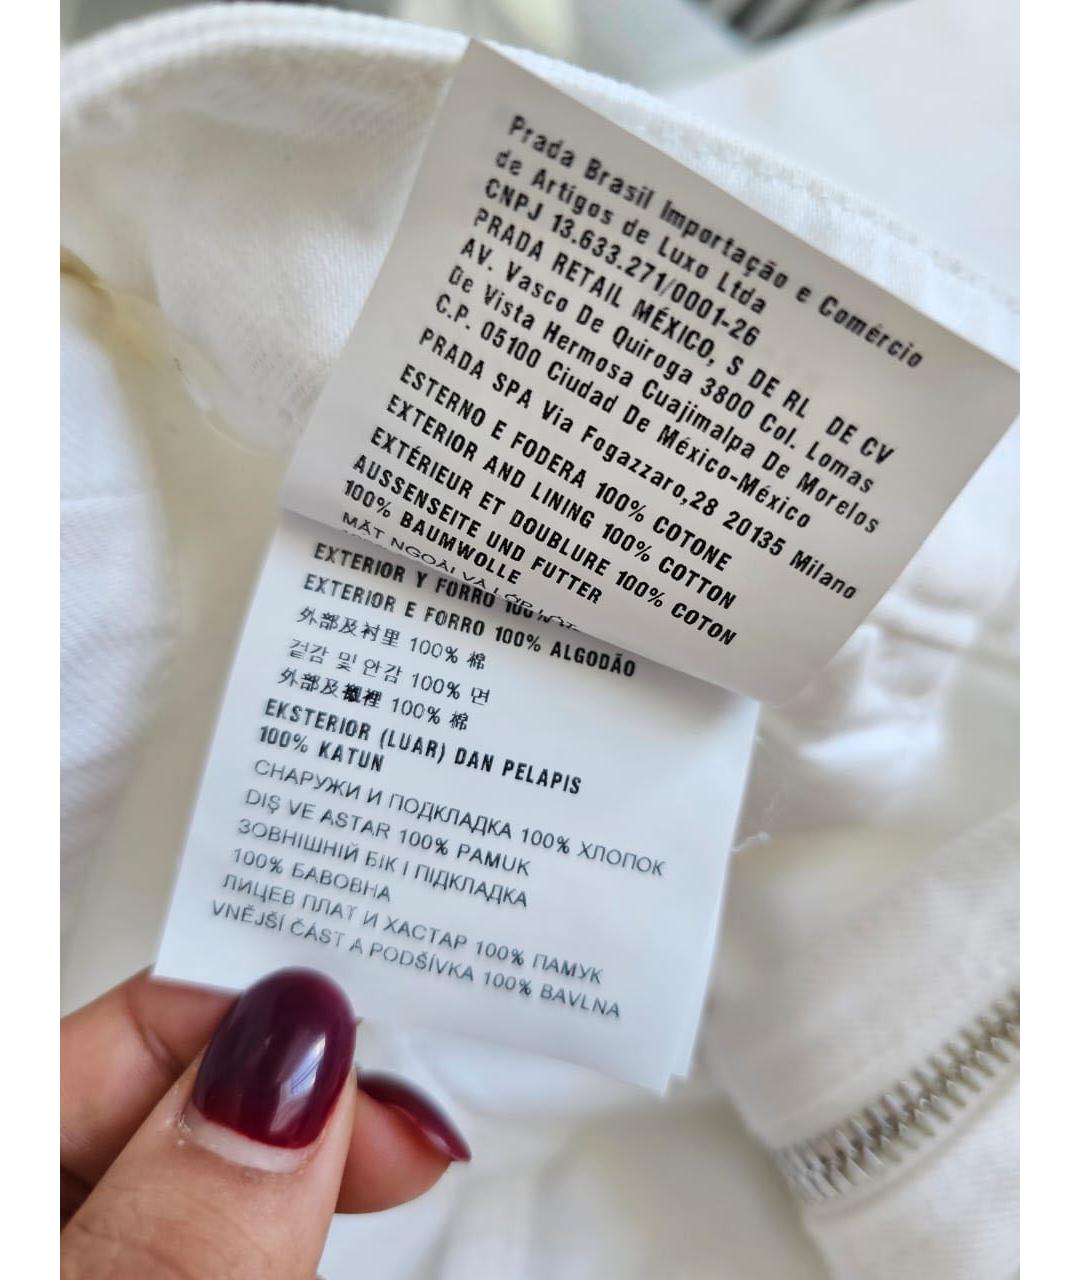 Prada Brasil Importação e Comércio
de Artigos de Luxo Ltda
CNPJ 13.633.271/0001-26
PRADA RETAIL MÉXICO, S DE RL DE CV
AV. Vasco De Quiroga 3800 Col. Lomas
De Vista Hermosa Cuajimalpa De Morelos
C.P. 05100 Ciudad De México-México
PRADA SPA Via Fogazzaro,28 20135 Milano
ESTERNO E FODERA 100% COTONE
EXTERIOR AND LINING 100% COTTON
EXTÉRIEUR ET DOUBLURE 100% COTON
AUSSENSEITE UND FUTTER
100% BAUMWOLLE
MẶT NGOÀI VÀ LỚP LÓT
EXTERIOR Y FORRO 100%
EXTERIOR E FORRO 100% ALGODÃO
外部及衬里 100% 棉
겉감 및 안감 100% 면
外部及襯裡 100% 棉
EKSTERIOR (LUAR) DAN PELAPIS
100% KATUN
СНАРУЖИ И ПОДКЛАДКА 100% ХЛОПОК
DIŞ VE ASTAR 100% PAMUK
ЗОВНІШНІЙ БІК І ПІДКЛАДКА
100% БАВОВНА
ЛИЦЕВ ПЛАТ И ХАСТАР 100% ПАМУК
VNĚJŠÍ ČÁST A PODŠÍVKA 100% BAVLNA